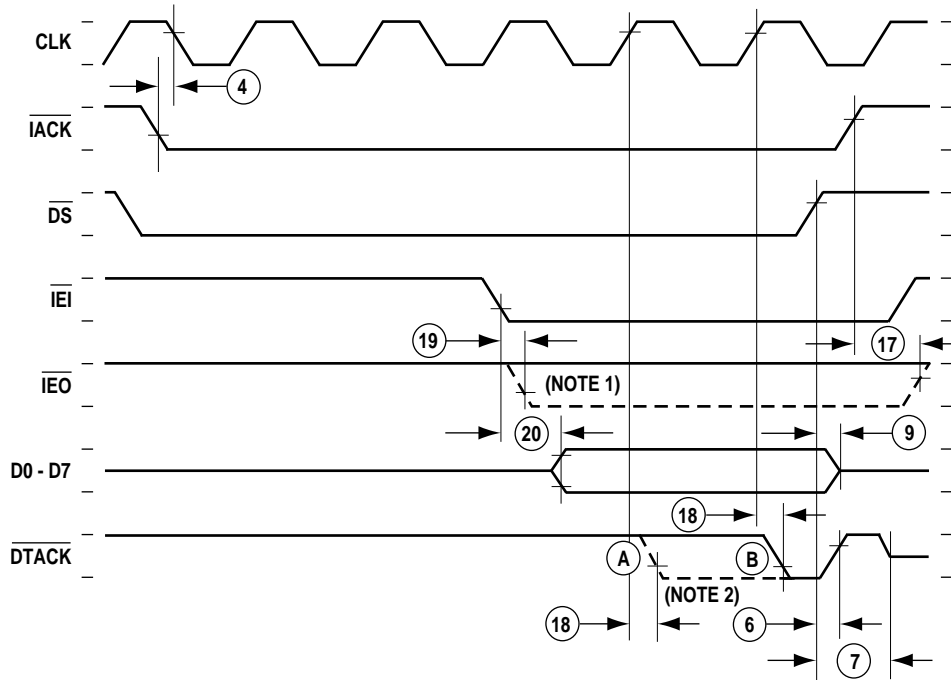 CLK
4
IACK
DS
IEI
19
17
IEO
(NOTE 1)
20
9
D0 - D7
18
DTACK
A
B
(NOTE 2)
18
6
7